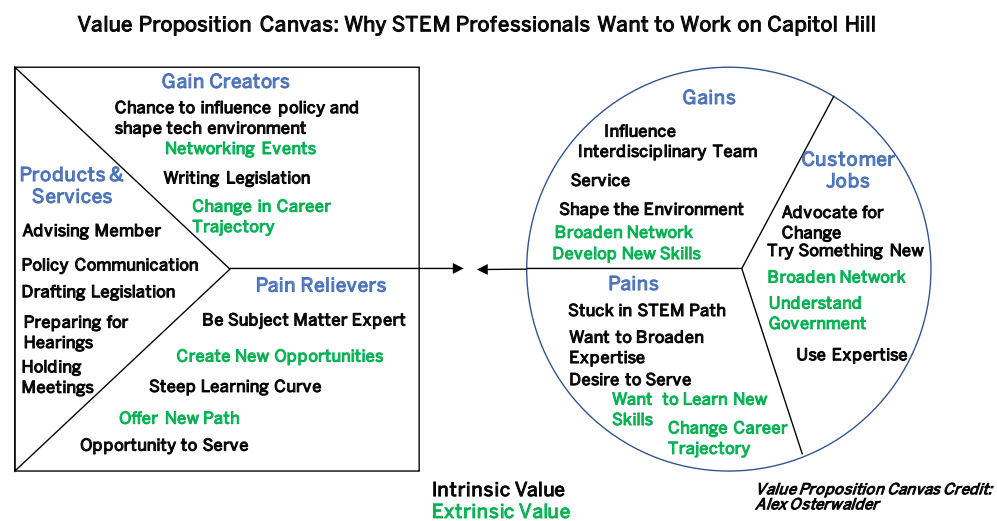 Value Proposition Canvas: Why STEM Professionals Want to Work on Capitol Hill
Gain Creators
Chance to influence policy and
shape tech environment
Networking Events
Writing Legislation
Change in Career
Trajectory
Products &
Services
Advising Member
Policy Communication
Drafting Legislation
Preparing for
Hearings
Holding
Meetings
Pain Relievers
Be Subject Matter Expert
Create New Opportunities
Steep Learning Curve
Offer New Path
Opportunity to Serve
Gains
Influence
Interdisciplinary Team
Service
Shape the Environment
Broaden Network
Develop New Skills
Customer
Jobs
Advocate for
Change
Try Something New
Broaden Network
Understand
Government
Use Expertise
Pains
Stuck in STEM Path
Want to Broaden
Expertise
Desire to Serve
Want to Learn New
Skills
Change Career
Trajectory
Intrinsic Value
Extrinsic Value
Value Proposition Canvas Credit:
Alex Osterwalder